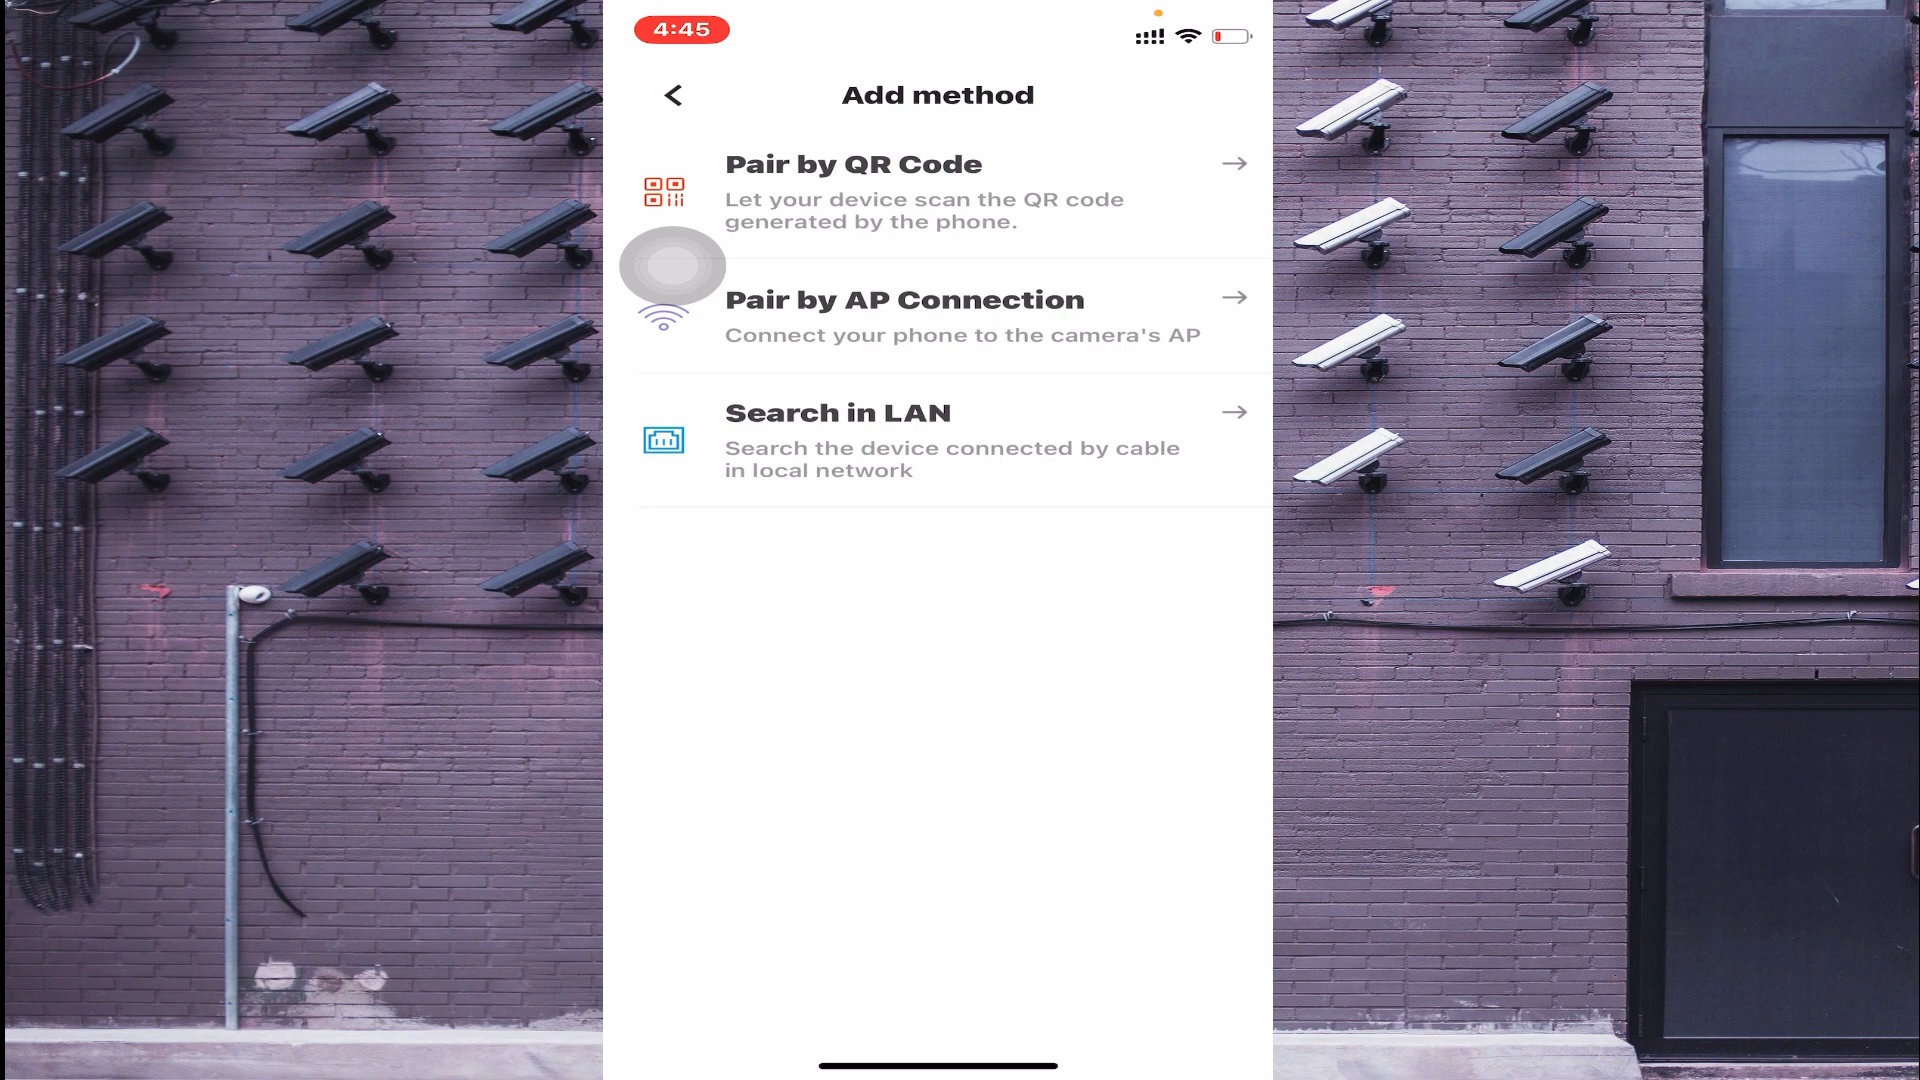 4:45
Add method
Pair by QR Code
Let your device scan the QR code
generated by the phone.
Pair by AP Connection
Connect your phone to the camera's AP
Search in LAN
Search the device connected by cable
in local network